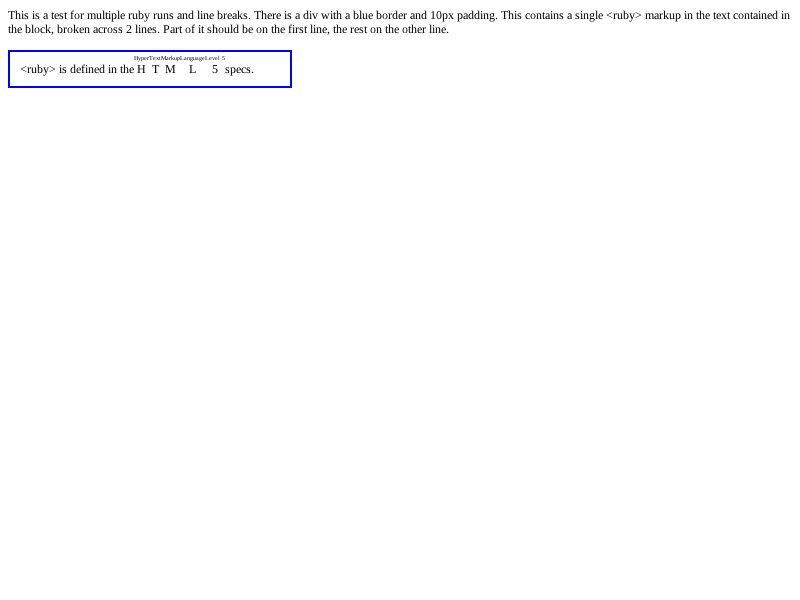 This is a test for multiple ruby runs and line breaks. There is a div with a blue border and 10px padding. This contains a single <ruby> markup in the text contained in
the block, broken across 2 lines. Part of it should be on the first line, the rest on the other line.
HyperTextMarkupLanguageLevel 5
<ruby> is defined in the H T M L 5 specs.